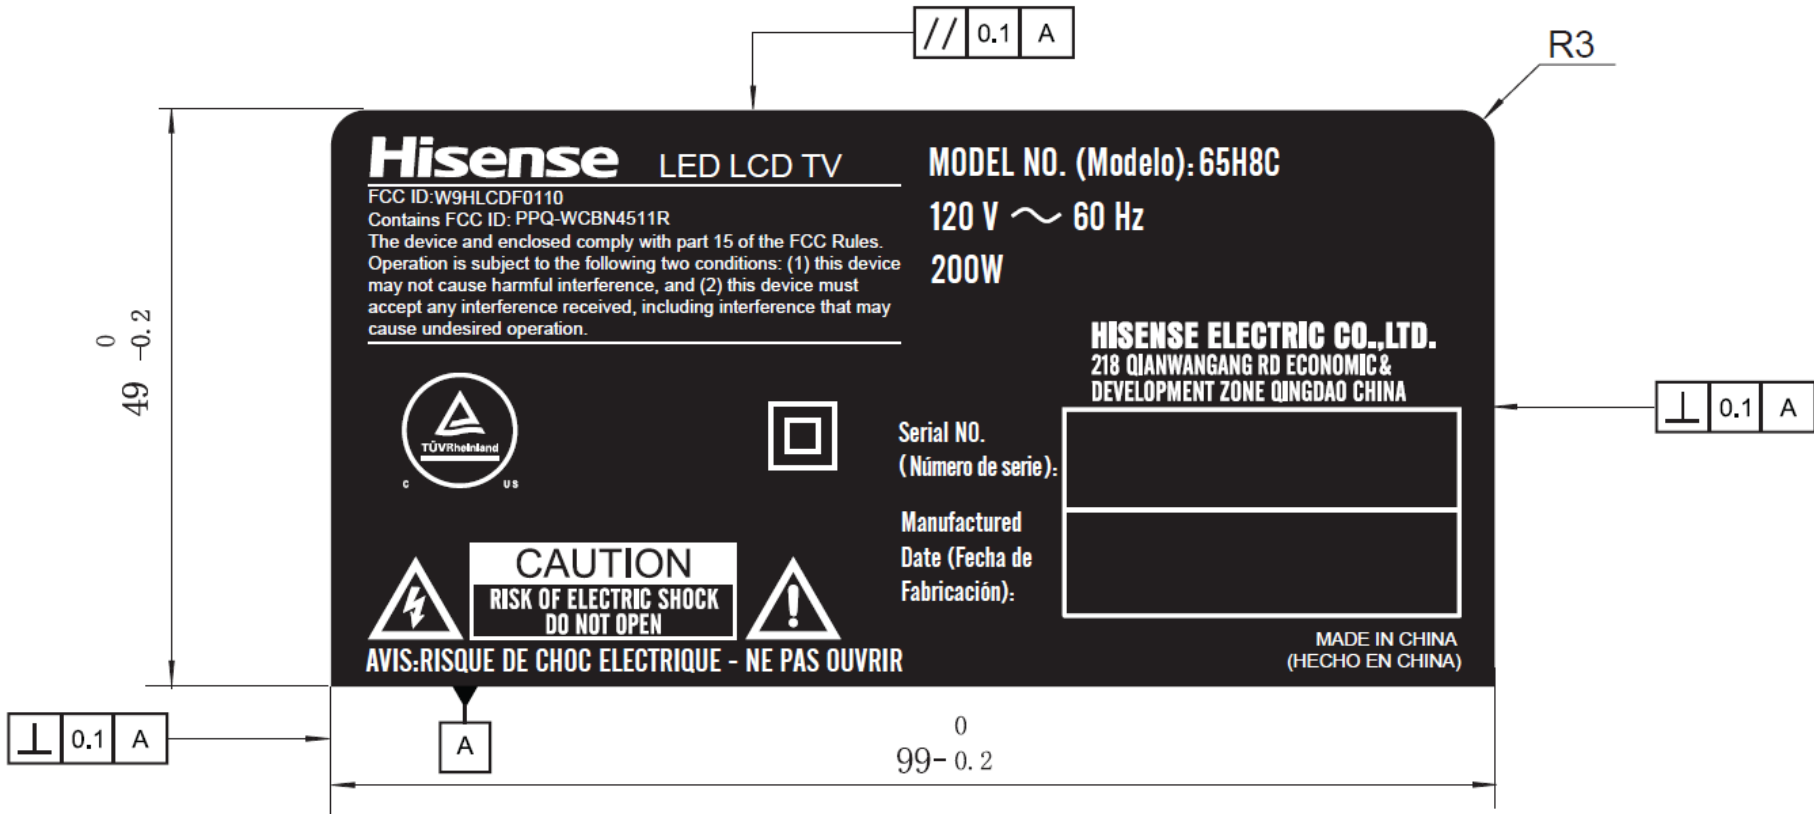 // 0.1 A
R3
Hisense LED LCD TV
FCC ID:W9HLCDF0110
Contains FCC ID: PPQ-WCBN4511R
The device and enclosed comply with part 15 of the FCC Rules.
Operation is subject to the following two conditions: (1) this device
may not cause harmful interference, and (2) this device must
accept any interference received, including interference that may
cause undesired operation.
MODEL NO. (Modelo): 65H8C
120 V ~ 60 Hz
200W
HISENSE ELECTRIC CO.,LTD.
218 QIANWANGANG RD ECONOMIC &
DEVELOPMENT ZONE QINGDAO CHINA
0
49 -0.2
TÜVRheinland
C US
Serial NO.
(Número de serie):
Manufactured
Date (Fecha de
Fabricación):
⊥ 0.1 A
CAUTION
RISK OF ELECTRIC SHOCK
DO NOT OPEN
AVIS:RISQUE DE CHOC ELECTRIQUE - NE PAS OUVRIR
MADE IN CHINA
(HECHO EN CHINA)
⊥ 0.1 A
A
0
99-0.2